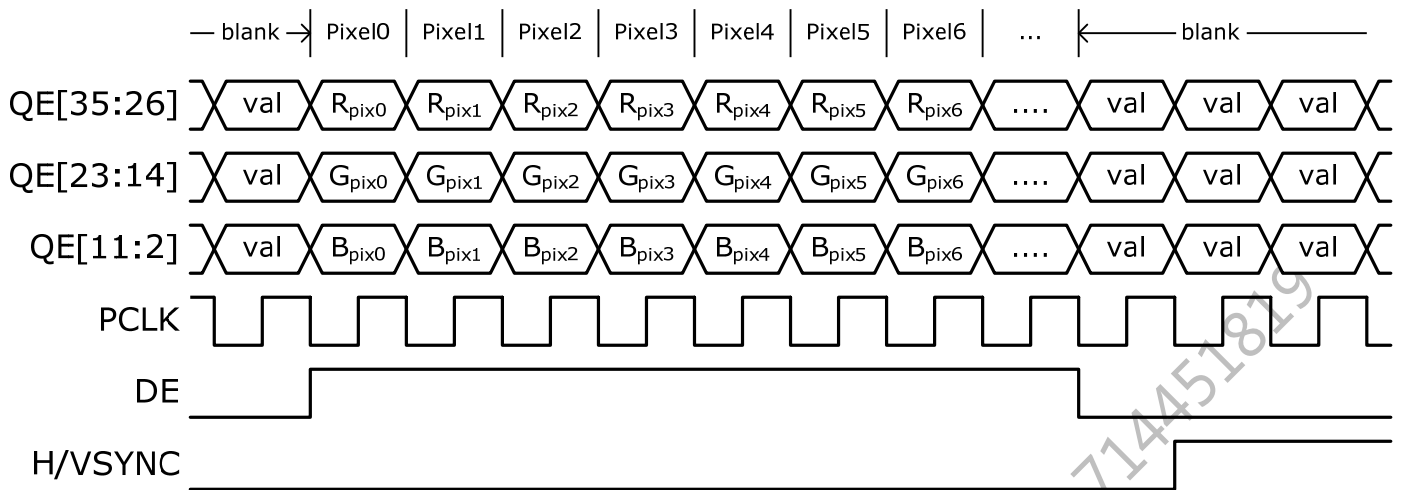 blank Pixel0 Pixel1 Pixel2 Pixel3 Pixel4 Pixel5 Pixel6 ... blank
QE[35:26] val Rpix0 Rpix1 Rpix2 Rpix3 Rpix4 Rpix5 Rpix6 .... val val val
QE[23:14] val Gpix0 Gpix1 Gpix2 Gpix3 Gpix4 Gpix5 Gpix6 .... val val val
QE[11:2] val Bpix0 Bpix1 Bpix2 Bpix3 Bpix4 Bpix5 Bpix6 .... val val val
PCLK
DE
H/VSYNC
714451819